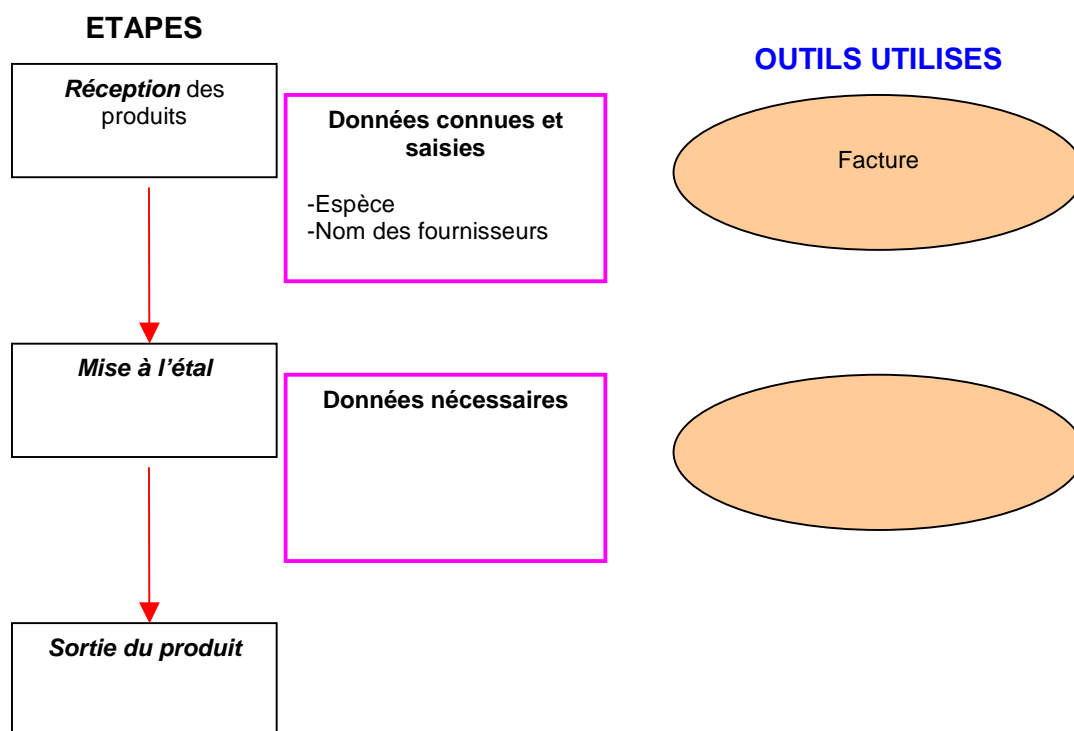 ETAPES
OUTILS UTILISES
Réception des
produits
Données connues et
saisies
-Espèce
-Nom des fournisseurs
Facture
Mise à l'étal
Données nécessaires
Sortie du produit